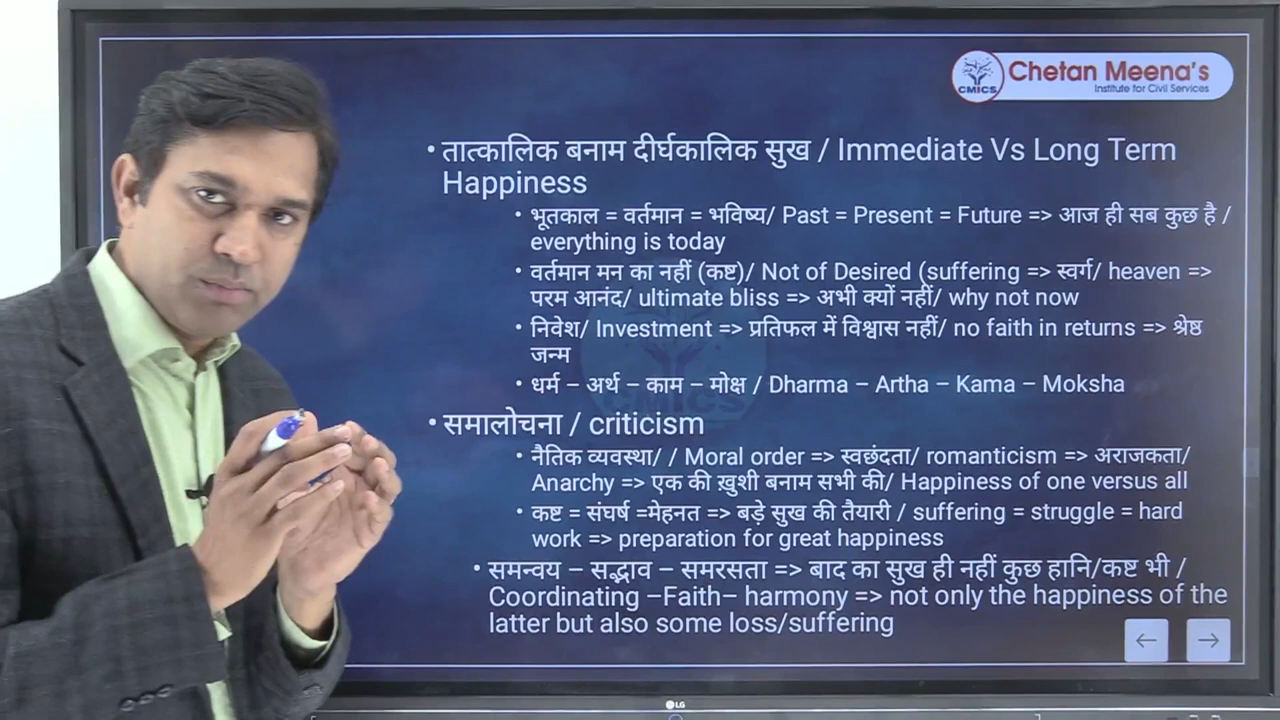 Chetan Meena's
Institute for Civil Services
CMICS
• तात्कालिक बनाम दीर्घकालिक सुख / Immediate Vs Long Term
Happiness
• भूतकाल = वर्तमान = भविष्य/ Past = Present = Future => आज ही सब कुछ है /
everything is today
• वर्तमान मन का नहीं (कष्ट)/ Not of Desired (suffering => स्वर्ग/ heaven =>
परम आनंद/ ultimate bliss => अभी क्यों नहीं/ why not now
• निवेश/ Investment => प्रतिफल में विश्वास नहीं/ no faith in returns => श्रेष्ठ
जन्म
• धर्म – अर्थ – काम – मोक्ष / Dharma – Artha – Kama – Moksha
CMICS
• समालोचना / criticism
• नैतिक व्यवस्था/ / Moral order => स्वछंदता/ romanticism => अराजकता/
Anarchy => एक की ख़ुशी बनाम सभी की/ Happiness of one versus all
• कष्ट = संघर्ष =मेहनत => बड़े सुख की तैयारी / suffering = struggle = hard
work => preparation for great happiness
• समन्वय – सद्भाव – समरसता => बाद का सुख ही नहीं कुछ हानि/कष्ट भी /
Coordinating –Faith– harmony => not only the happiness of the
latter but also some loss/suffering
LG